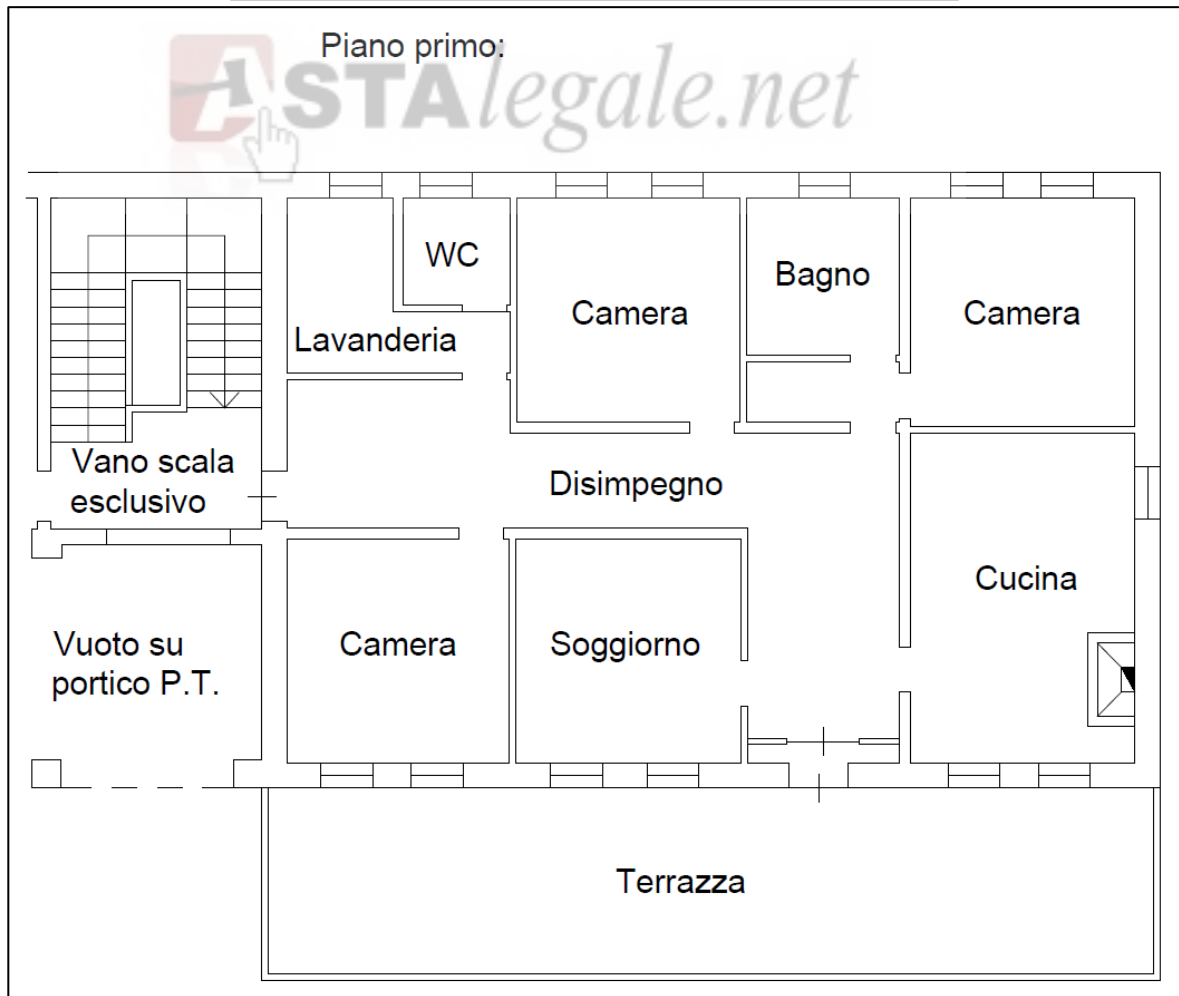 Piano primo:
ASTAlegale.net
WC
Bagno
Camera
Camera
Lavanderia
Vano scala
esclusivo
Disimpegno
Cucina
Vuoto su
portico P.T.
Camera
Soggiorno
Terrazza